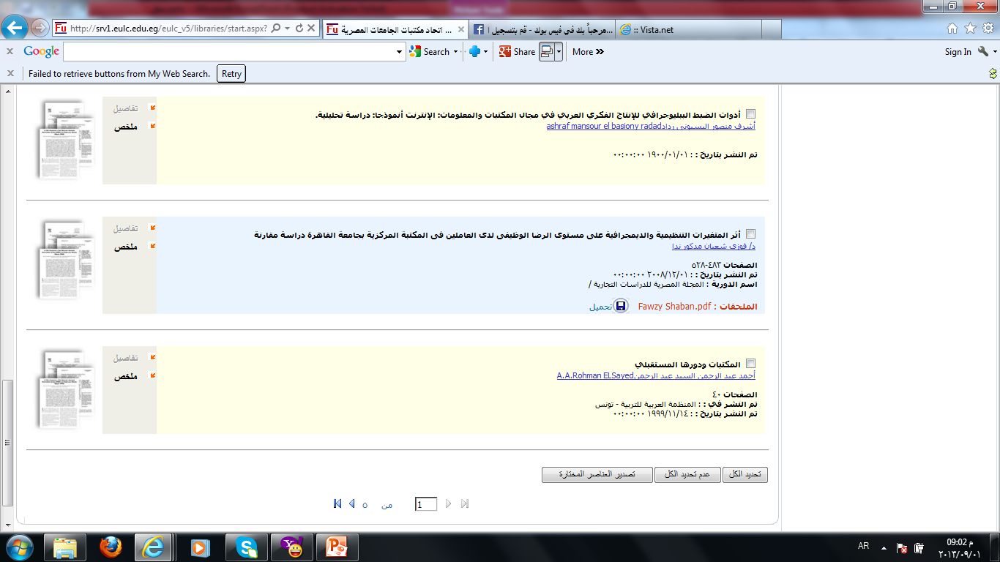 http://srv1.eulc.edu.eg/eulc_v5/libraries/start.aspx?
Fu اتحاد مكتبات الجامعات المصرية ...
مرحباً بك في فيس بوك - قم بتسجيل ا...
:: Vista.net
Google
Search
Share
More
Sign In
Failed to retrieve buttons from My Web Search.
Retry
أدوات الضبط الببليوجرافي للإنتاج الفكري العربي في مجال المكتبات والمعلومات: الإنترنت أنموذجا: دراسة تحليلية.
أشرف منصور البسيوني ردادashraf mansour el basiony radad
تم النشر بتاريخ : : ١٩٠٠/٠١/٠١ ٠٠:٠٠:٠٠
تفاصيل
ملخص
أثر المتغيرات التنظيمية والديمجرافية على مستوى الرضا الوظيفى لدى العاملين فى المكتبة المركزية بجامعة القاهرة دراسة مقارنة
د/ فوزى شعبان مدكور ندا
الصفحات ٤٨٣-٥٢٨
تم النشر بتاريخ : : ٢٠٠٨/١٢/٠١ ٠٠:٠٠:٠٠
اسم الدورية : المجلة المصرية للدراسات التجارية /
الملحقات : Fawzy Shaban.pdf تحميل
تفاصيل
ملخص
المكتبات ودورها المستقبلي
أحمد عبد الرحمن السيد عبد الرحمنA.A.Rohman ELSayed
الصفحات ٤٠
تم النشر في : : المنظمة العربية للتربية - تونس
تم النشر بتاريخ : : ١٩٩٩/١١/١٤ ٠٠:٠٠:٠٠
تفاصيل
ملخص
تحديد الكل
عدم تحديد الكل
تصدير العناصر المختارة
1 من ٥
AR
09:02 م
٢٠١٣/٠٩/٠١